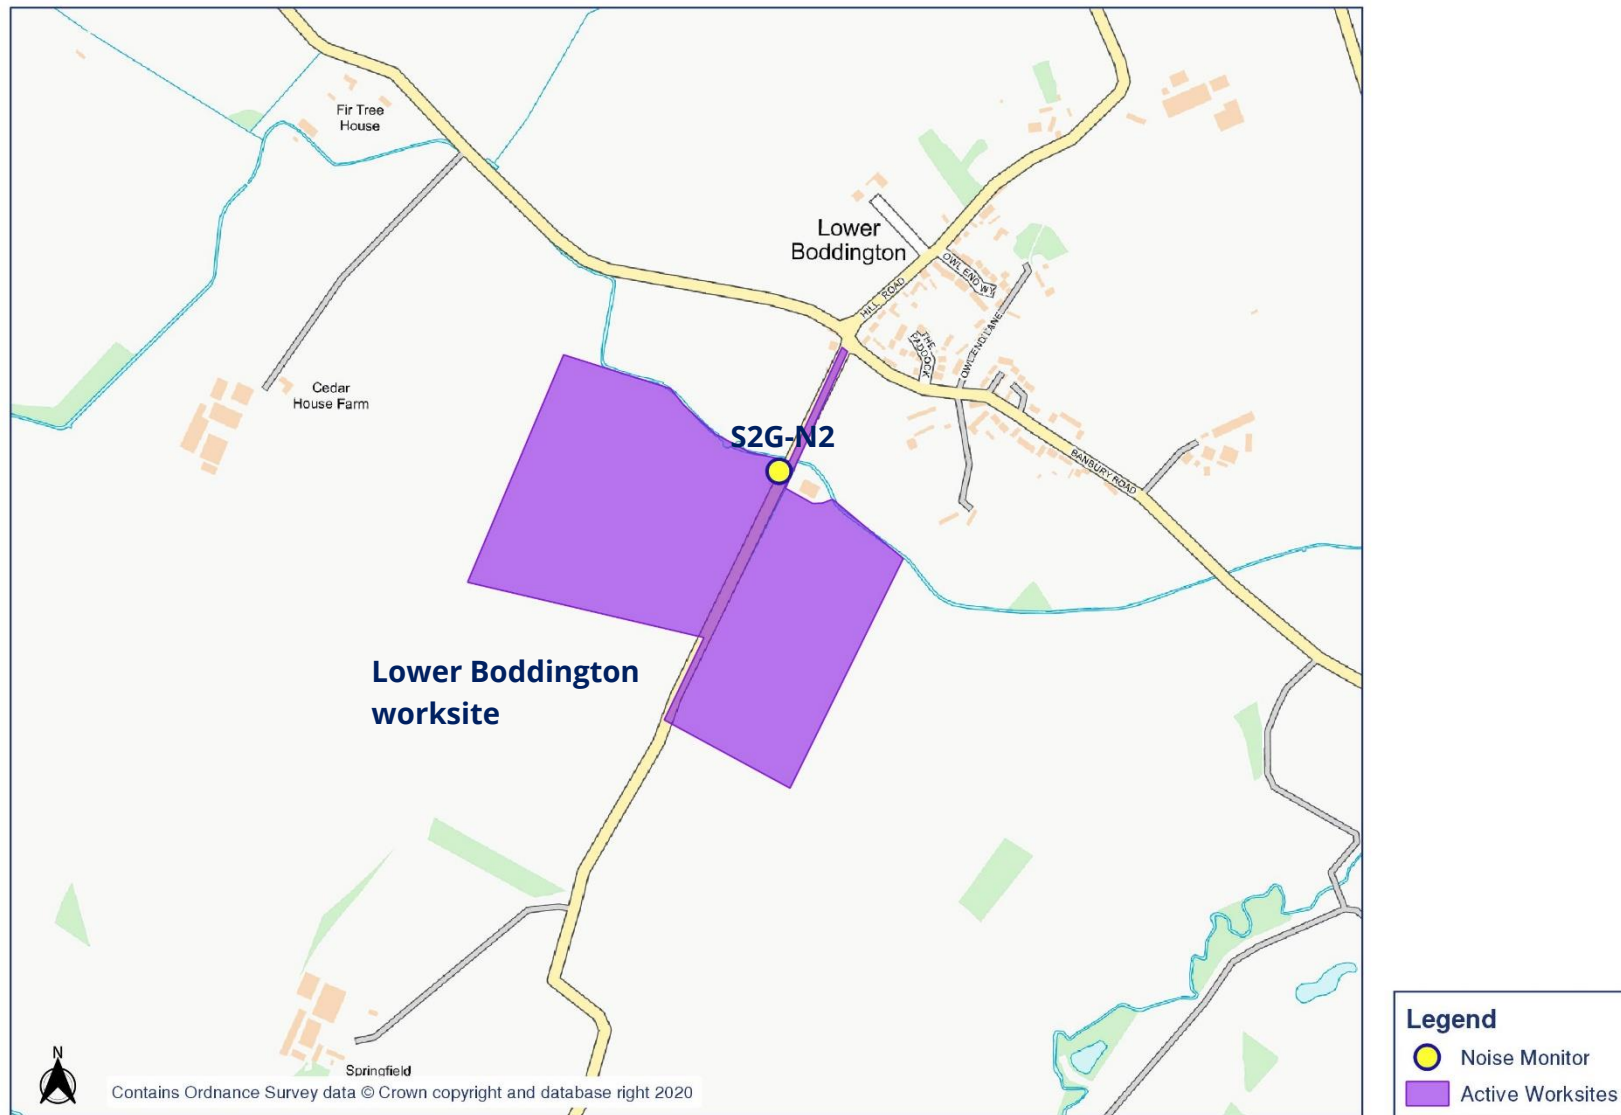 Fir Tree
House
Lower
Boddington
HILL ROAD
OWL END WY
THE
PADDOCK
OWL END LANE
Cedar
House Farm
S2G-N2
BANBURY ROAD
Lower Boddington
worksite
Springfield
N
Contains Ordnance Survey data © Crown copyright and database right 2020
Legend
Noise Monitor
Active Worksites